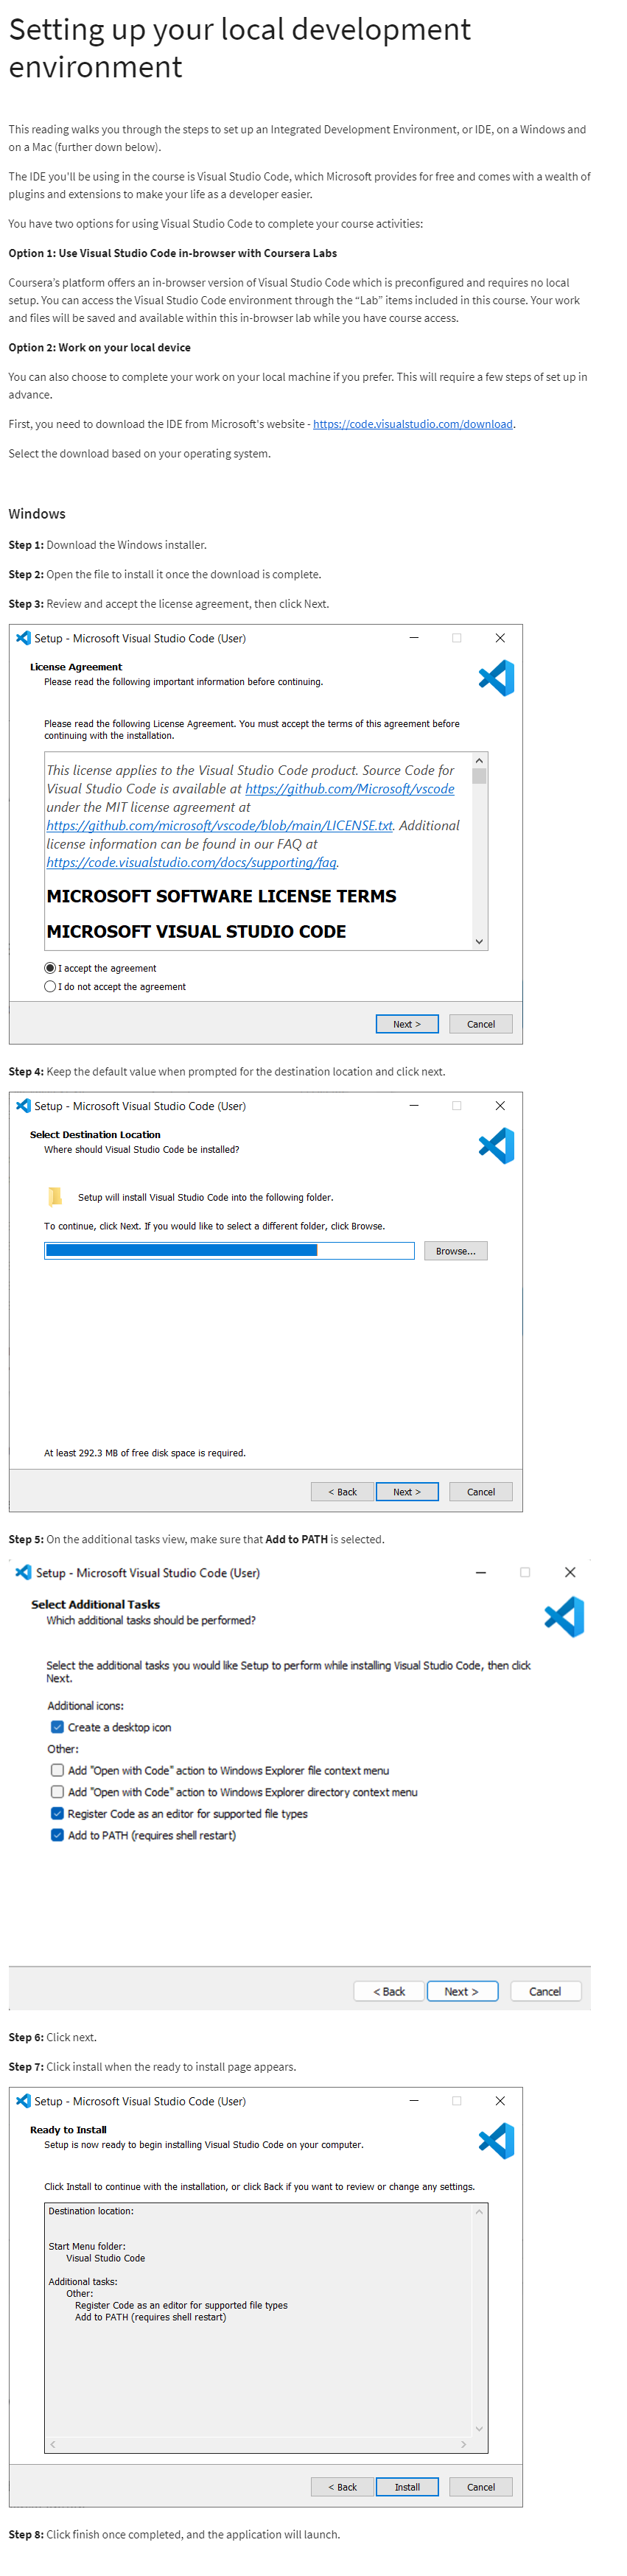 Setting up your local development
environment
This reading walks you through the steps to set up an Integrated Development Environment, or IDE, on a Windows and
on a Mac (further down below).
The IDE you'll be using in the course is Visual Studio Code, which Microsoft provides for free and comes with a wealth of
plugins and extensions to make your life as a developer easier.
You have two options for using Visual Studio Code to complete your course activities:
Option 1: Use Visual Studio Code in-browser with Coursera Labs
Coursera's platform offers an in-browser version of Visual Studio Code which is preconfigured and requires no local
setup. You can access the Visual Studio Code environment through the “Lab” items included in this course. Your work
and files will be saved and available within this in-browser lab while you have course access.
Option 2: Work on your local device
You can also choose to complete your work on your local machine if you prefer. This will require a few steps of set up in
advance.
First, you need to download the IDE from Microsoft's website - https://code.visualstudio.com/download.
Select the download based on your operating system.
Windows
Step 1: Download the Windows installer.
Step 2: Open the file to install it once the download is complete.
Step 3: Review and accept the license agreement, then click Next.
Setup - Microsoft Visual Studio Code (User)
License Agreement
Please read the following important information before continuing.
Please read the following License Agreement. You must accept the terms of this agreement before
continuing with the installation.
This license applies to the Visual Studio Code product. Source Code for
Visual Studio Code is available at https://github.com/Microsoft/vscode
under the MIT license agreement at
https://github.com/microsoft/vscode/blob/main/LICENSE.txt. Additional
license information can be found in our FAQ at
https://code.visualstudio.com/docs/supporting/faq.
MICROSOFT SOFTWARE LICENSE TERMS
MICROSOFT VISUAL STUDIO CODE
I accept the agreement
I do not accept the agreement
Next > Cancel
Step 4: Keep the default value when prompted for the destination location and click next.
Setup - Microsoft Visual Studio Code (User)
Select Destination Location
Where should Visual Studio Code be installed?
Setup will install Visual Studio Code into the following folder.
To continue, click Next. If you would like to select a different folder, click Browse.
Browse...
At least 292.3 MB of free disk space is required.
< Back Next > Cancel
Step 5: On the additional tasks view, make sure that Add to PATH is selected.
Setup - Microsoft Visual Studio Code (User)
Select Additional Tasks
Which additional tasks should be performed?
Select the additional tasks you would like Setup to perform while installing Visual Studio Code, then click
Next.
Additional icons:
Create a desktop icon
Other:
Add "Open with Code" action to Windows Explorer file context menu
Add "Open with Code" action to Windows Explorer directory context menu
Register Code as an editor for supported file types
Add to PATH (requires shell restart)
< Back Next > Cancel
Step 6: Click next.
Step 7: Click install when the ready to install page appears.
Setup - Microsoft Visual Studio Code (User)
Ready to Install
Setup is now ready to begin installing Visual Studio Code on your computer.
Click Install to continue with the installation, or click Back if you want to review or change any settings.
Destination location:
Start Menu folder:
Visual Studio Code
Additional tasks:
Other:
Register Code as an editor for supported file types
Add to PATH (requires shell restart)
< Back Install Cancel
Step 8: Click finish once completed, and the application will launch.